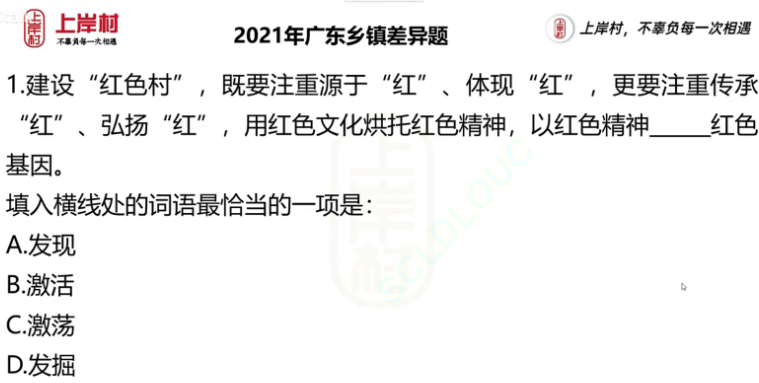 上岸村
不辜负每一次相遇
2021年广东乡镇差异题
上岸村，不辜负每一次相遇
1.建设“红色村”，既要注重源于“红”、体现“红”，更要注重传承
“红”、弘扬“红”，用红色文化烘托红色精神，以红色精神______红色
基因。
填入横线处的词语最恰当的一项是：
A.发现
B.激活
C.激荡
D.发掘
上岸村